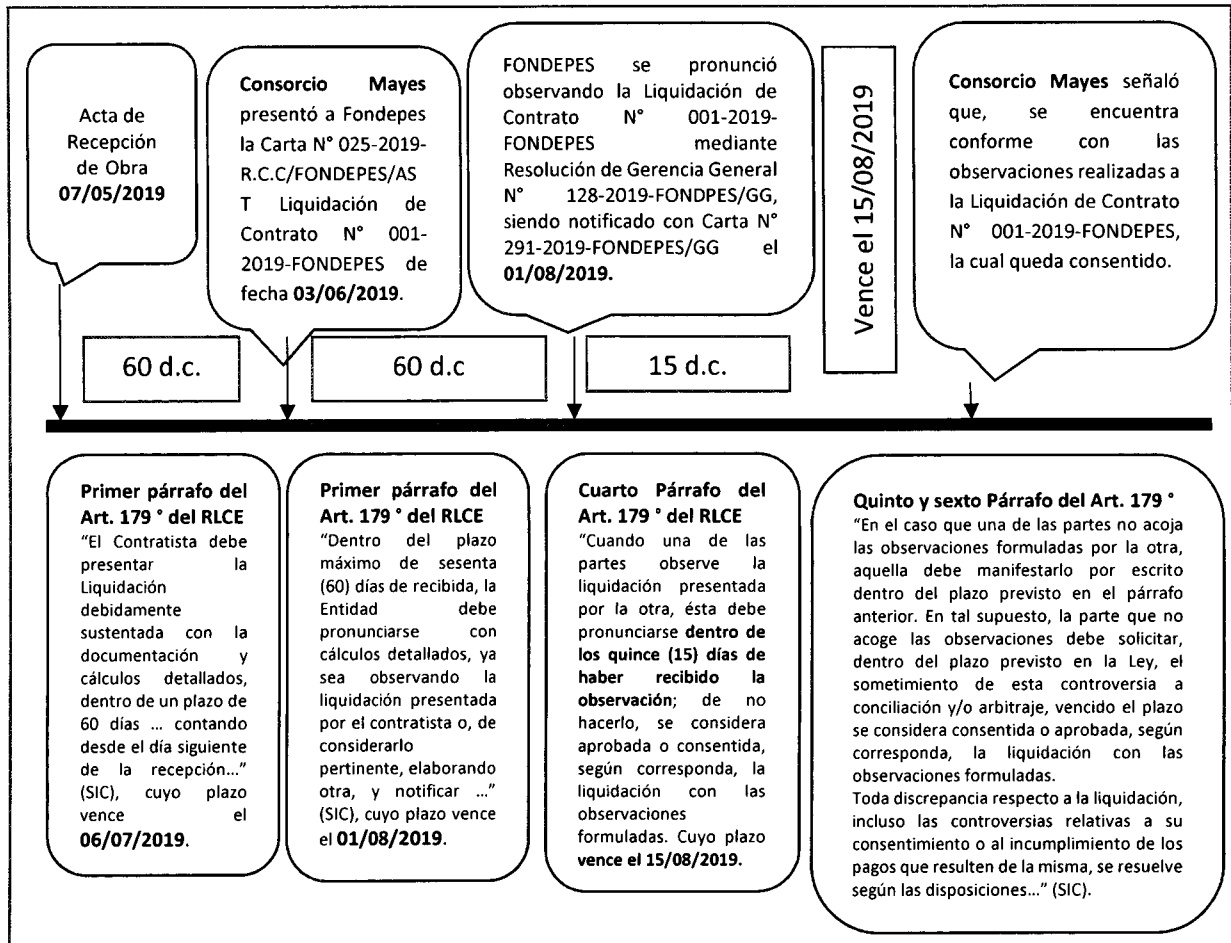 Acta de
Recepción
de Obra
07/05/2019
Consorcio Mayes
presentó a Fondepes
la Carta N° 025-2019-
R.C.C/FONDEPES/AS
T Liquidación de
Contrato N° 001-
2019-FONDEPES de
fecha 03/06/2019.
FONDEPES se pronunció
observando la Liquidación de
Contrato N° 001-2019-
FONDEPES mediante
Resolución de Gerencia General
N° 128-2019-FONDPES/GG,
siendo notificado con Carta N°
291-2019-FONDEPES/GG el
01/08/2019.
Vence el 15/08/2019
Consorcio Mayes señaló
que, se encuentra
conforme con las
observaciones realizadas a
la Liquidación de Contrato
N° 001-2019-FONDEPES,
la cual queda consentido.
60 d.c.
60 d.c
15 d.c.
Primer párrafo del
Art. 179 ° del RLCE
"El Contratista debe
presentar la
Liquidación
debidamente
sustentada con la
documentación y
cálculos detallados,
dentro de un plazo de
60 días ... contando
desde el día siguiente
de la recepción..."
(SIC), cuyo plazo
vence el
06/07/2019.
Primer párrafo del
Art. 179 ° del RLCE
"Dentro del plazo
máximo de sesenta
(60) días de recibida, la
Entidad debe
pronunciarse con
cálculos detallados, ya
sea observando la
liquidación presentada
por el contratista o, de
considerarlo
pertinente, elaborando
otra, y notificar ..."
(SIC), cuyo plazo vence
el 01/08/2019.
Cuarto Párrafo del
Art. 179 ° del RLCE
"Cuando una de las
partes observe la
liquidación presentada
por la otra, ésta debe
pronunciarse dentro de
los quince (15) días de
haber recibido la
observación; de no
hacerlo, se considera
aprobada o consentida,
según corresponda, la
liquidación con las
observaciones
formuladas. Cuyo plazo
vence el 15/08/2019.
Quinto y sexto Párrafo del Art. 179 °
"En el caso que una de las partes no acoja
las observaciones formuladas por la otra,
aquella debe manifestarlo por escrito
dentro del plazo previsto en el párrafo
anterior. En tal supuesto, la parte que no
acoge las observaciones debe solicitar,
dentro del plazo previsto en la Ley, el
sometimiento de esta controversia a
conciliación y/o arbitraje, vencido el plazo
se considera consentida o aprobada, según
corresponda, la liquidación con las
observaciones formuladas.
Toda discrepancia respecto a la liquidación,
incluso las controversias relativas a su
consentimiento o al incumplimiento de los
pagos que resulten de la misma, se resuelve
según las disposiciones..." (SIC).